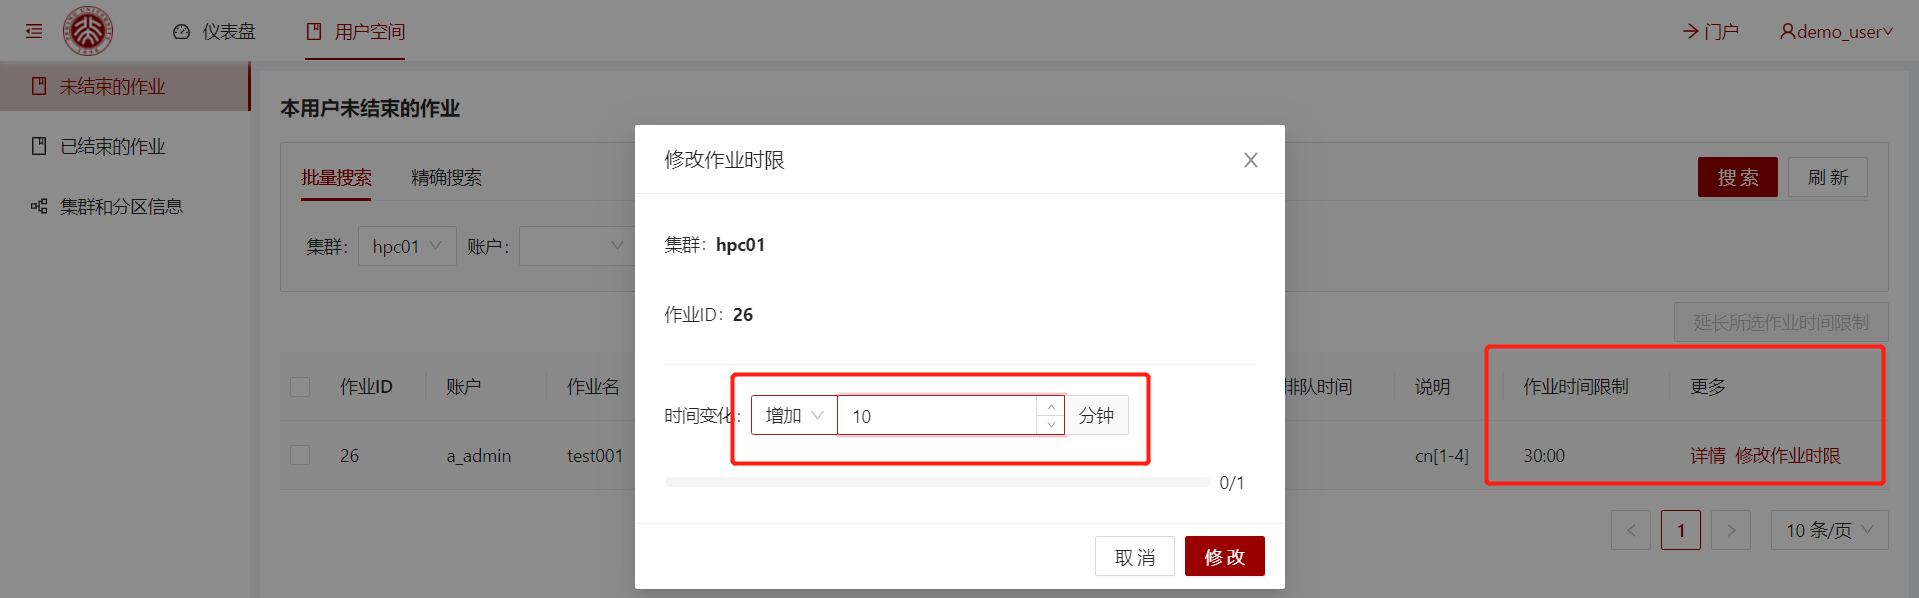 仪表盘
用户空间
门户
demo_user
未结束的作业
已结束的作业
集群和分区信息
本用户未结束的作业
批量搜索 精确搜索
搜索 刷新
集群: hpc01 账户:
延长所选作业时间限制
作业ID 账户 作业名 排队时间 说明 作业时间限制 更多
26 a_admin test001 cn[1-4] 30:00 详情 修改作业时限
1 10 条/页
修改作业时限
集群: hpc01
作业ID: 26
时间变化: 增加 10 分钟
0/1
取消 修改